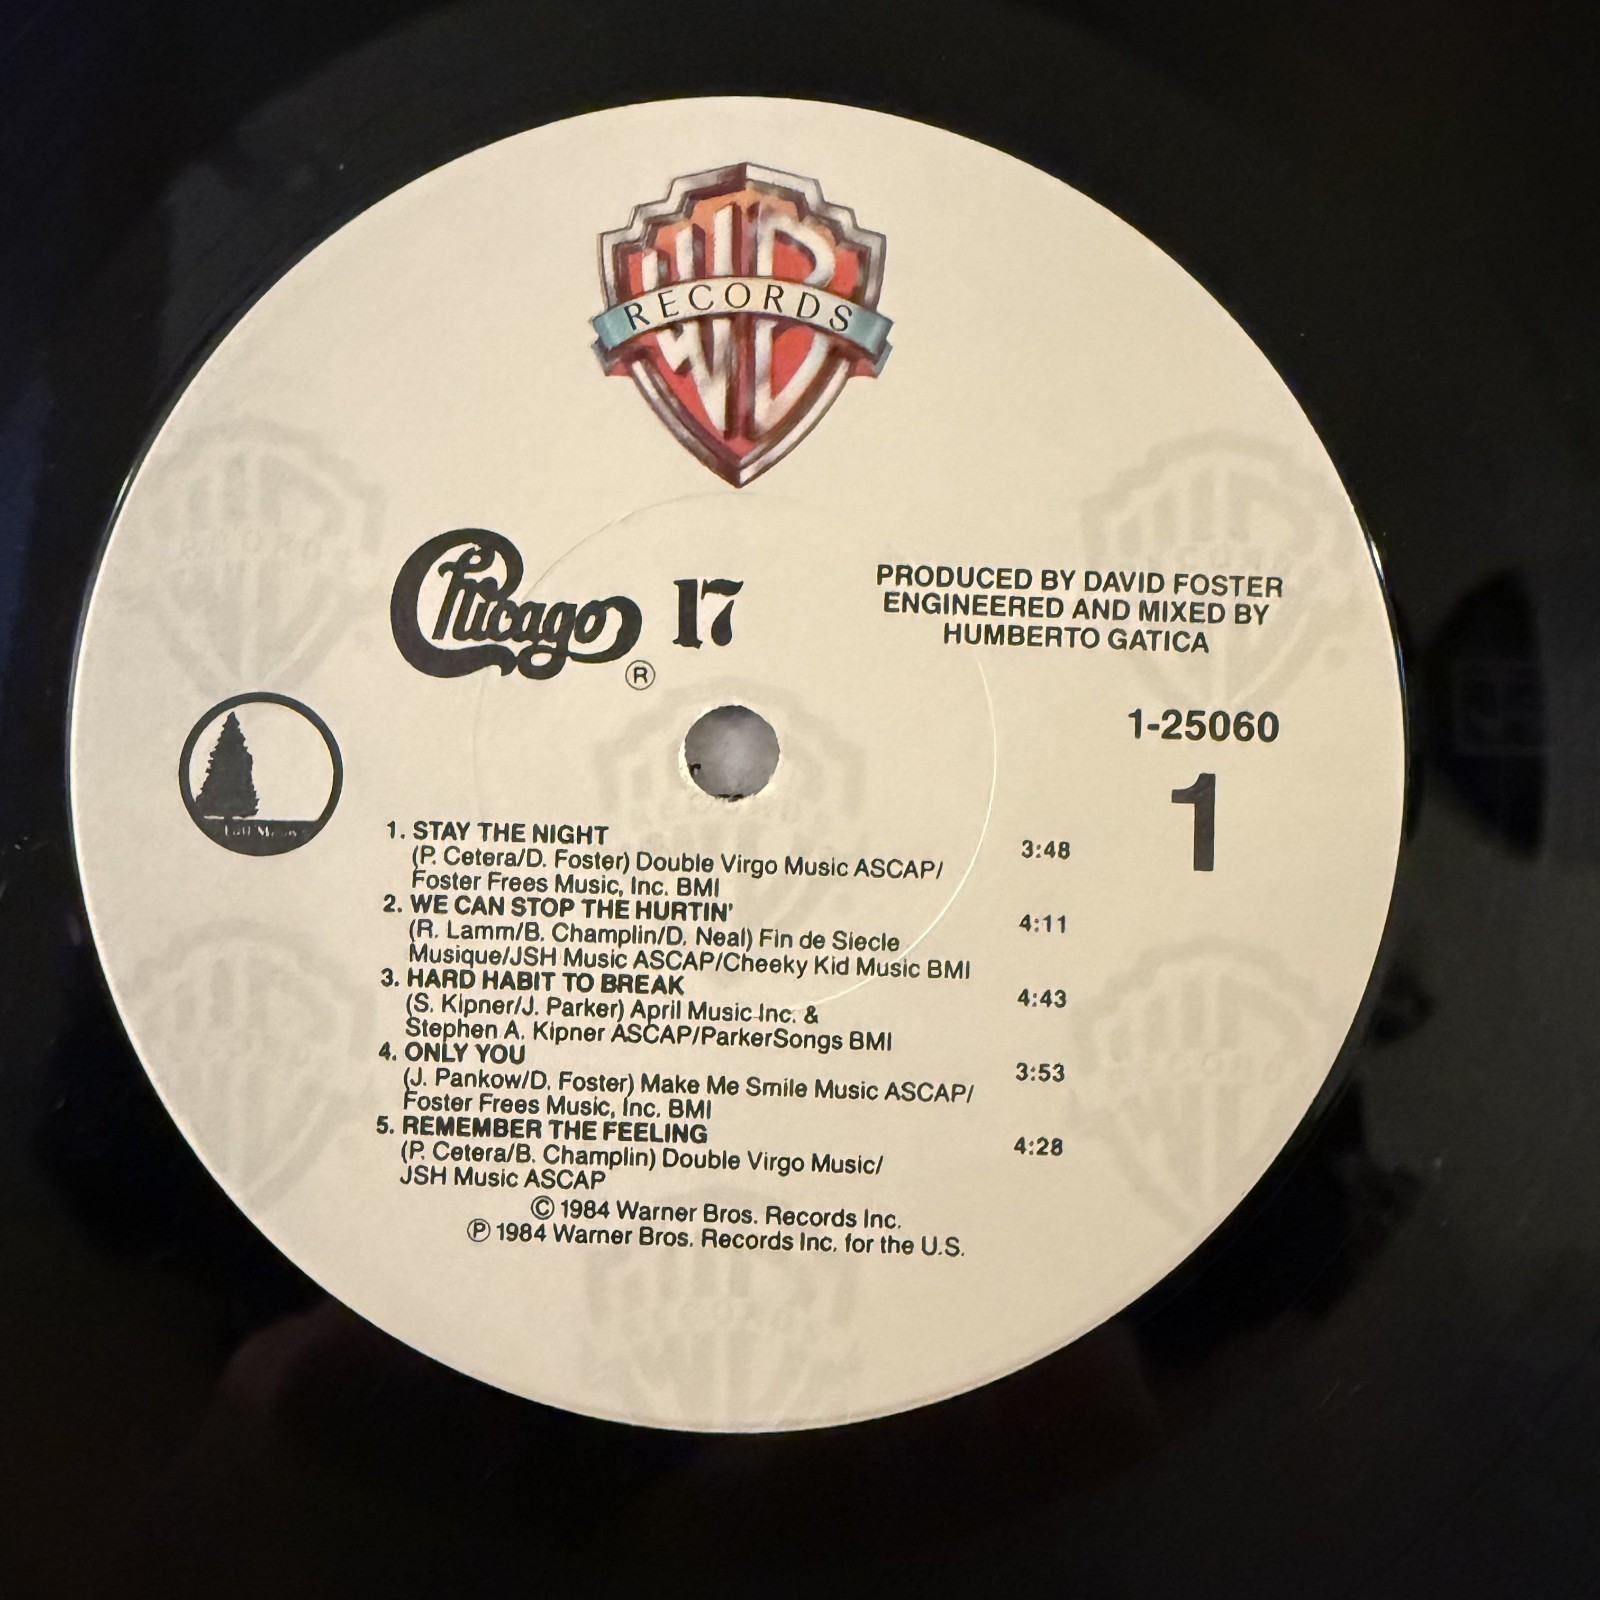 WB
RECORDS
Chicago 17
®
PRODUCED BY DAVID FOSTER
ENGINEERED AND MIXED BY
HUMBERTO GATICA
1-25060
1
Full Moon
1. STAY THE NIGHT 3:48
(P. Cetera/D. Foster) Double Virgo Music ASCAP/
Foster Frees Music, Inc. BMI
2. WE CAN STOP THE HURTIN' 4:11
(R. Lamm/B. Champlin/D. Neal) Fin de Siecle
Musique/JSH Music ASCAP/Cheeky Kid Music BMI
3. HARD HABIT TO BREAK 4:43
(S. Kipner/J. Parker) April Music Inc. &
Stephen A. Kipner ASCAP/ParkerSongs BMI
4. ONLY YOU 3:53
(J. Pankow/D. Foster) Make Me Smile Music ASCAP/
Foster Frees Music, Inc. BMI
5. REMEMBER THE FEELING 4:28
(P. Cetera/B. Champlin) Double Virgo Music/
JSH Music ASCAP
© 1984 Warner Bros. Records Inc.
℗ 1984 Warner Bros. Records Inc. for the U.S.